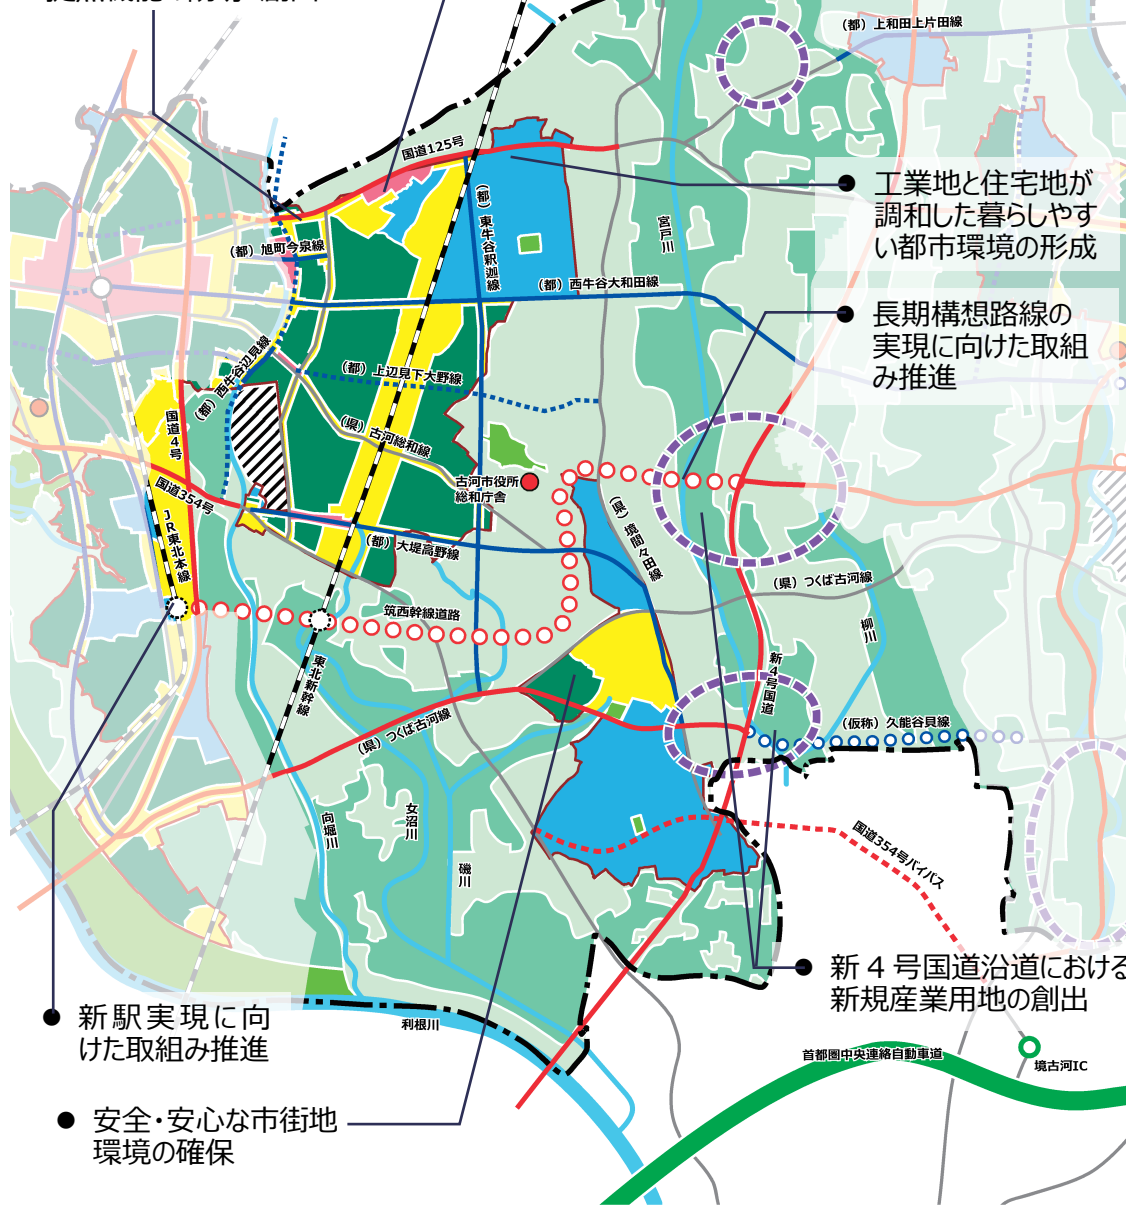 (都)上和田上片田線
国道125号
工業地と住宅地が
調和した暮らしやす
い都市環境の形成
(都)東牛谷釈迦線
宮戸川
(都)旭町今泉線
(都)西牛谷大和田線
長期構想路線の
実現に向けた取組
み推進
(都)西牛谷辺見線
(都)上辺見下大野線
国道4号
(県)古河総和線
古河市役所
総和庁舎
国道354号
JR東北本線
(都)大堤高野線
(県)境間々田線
(県)つくば古河線
筑西幹線道路
柳川
東北新幹線
新4号国道
(県)つくば古河線
(仮称)久能谷貝線
向堀川
女沼川
磯川
国道354号バイパス
新4号国道沿道における
新規産業用地の創出
新駅実現に向
けた取組み推進
利根川
首都圏中央連絡自動車道
境古河IC
安全・安心な市街地
環境の確保